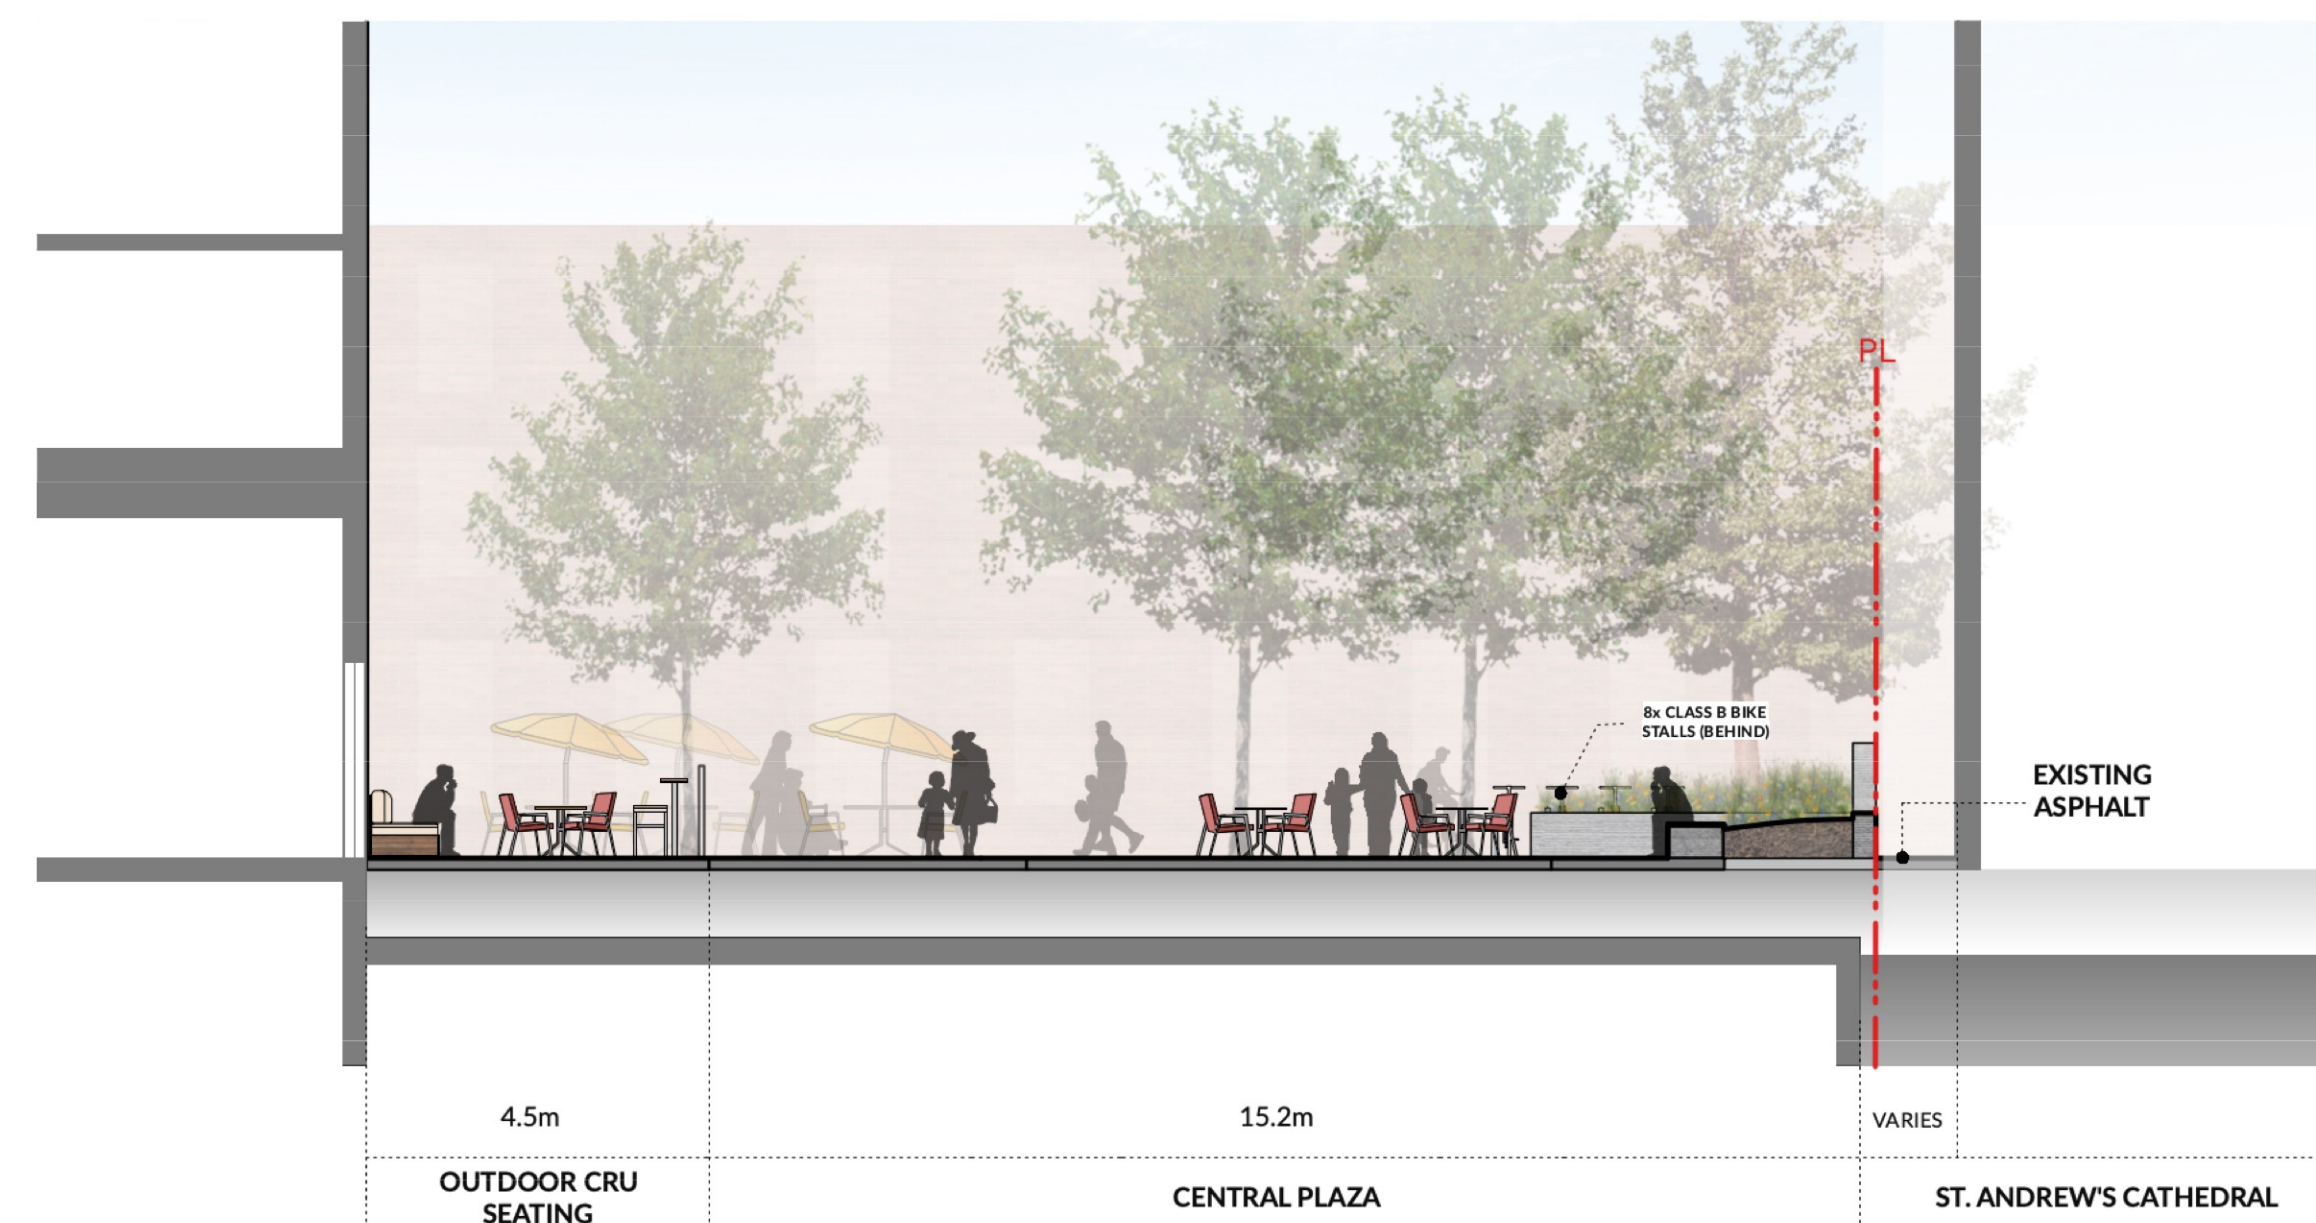 PL
8x CLASS B BIKE
STALLS (BEHIND)
EXISTING
ASPHALT
4.5m
15.2m
VARIES
OUTDOOR CRU
SEATING
CENTRAL PLAZA
ST. ANDREW'S CATHEDRAL